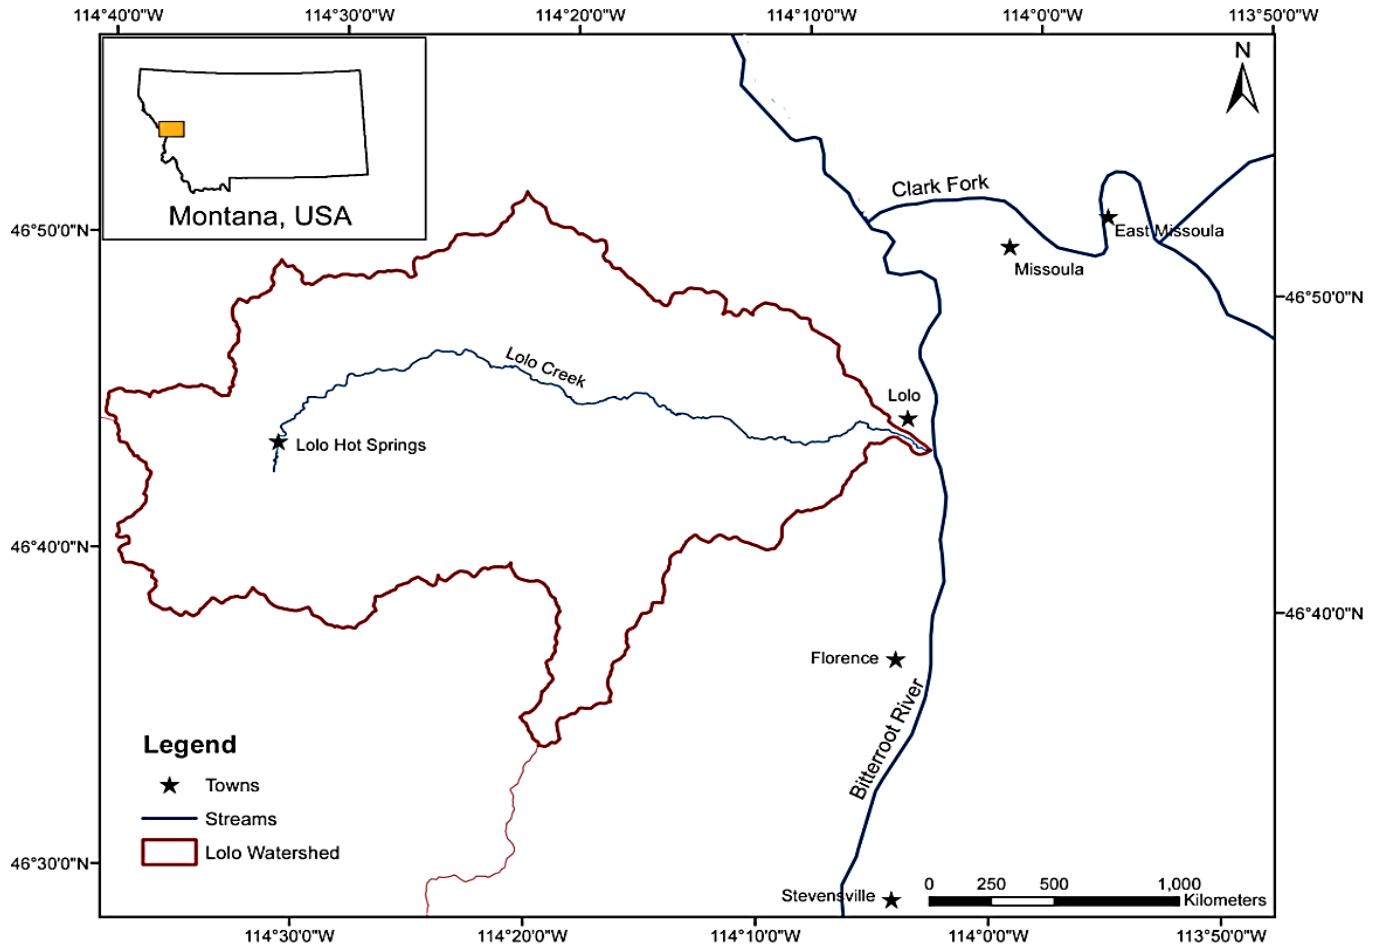 114°40'0"W 114°30'0"W 114°20'0"W 114°10'0"W 114°0'0"W 113°50'0"W
N
Montana, USA
Clark Fork
46°50'0"N
East Missoula
Missoula
46°50'0"N
Lolo Creek
Lolo
Lolo Hot Springs
46°40'0"N
46°40'0"N
Florence
Bitterroot River
Legend
Towns
Streams
Lolo Watershed
46°30'0"N
Stevensville
0 250 500 1,000
Kilometers
114°30'0"W 114°20'0"W 114°10'0"W 114°0'0"W 113°50'0"W